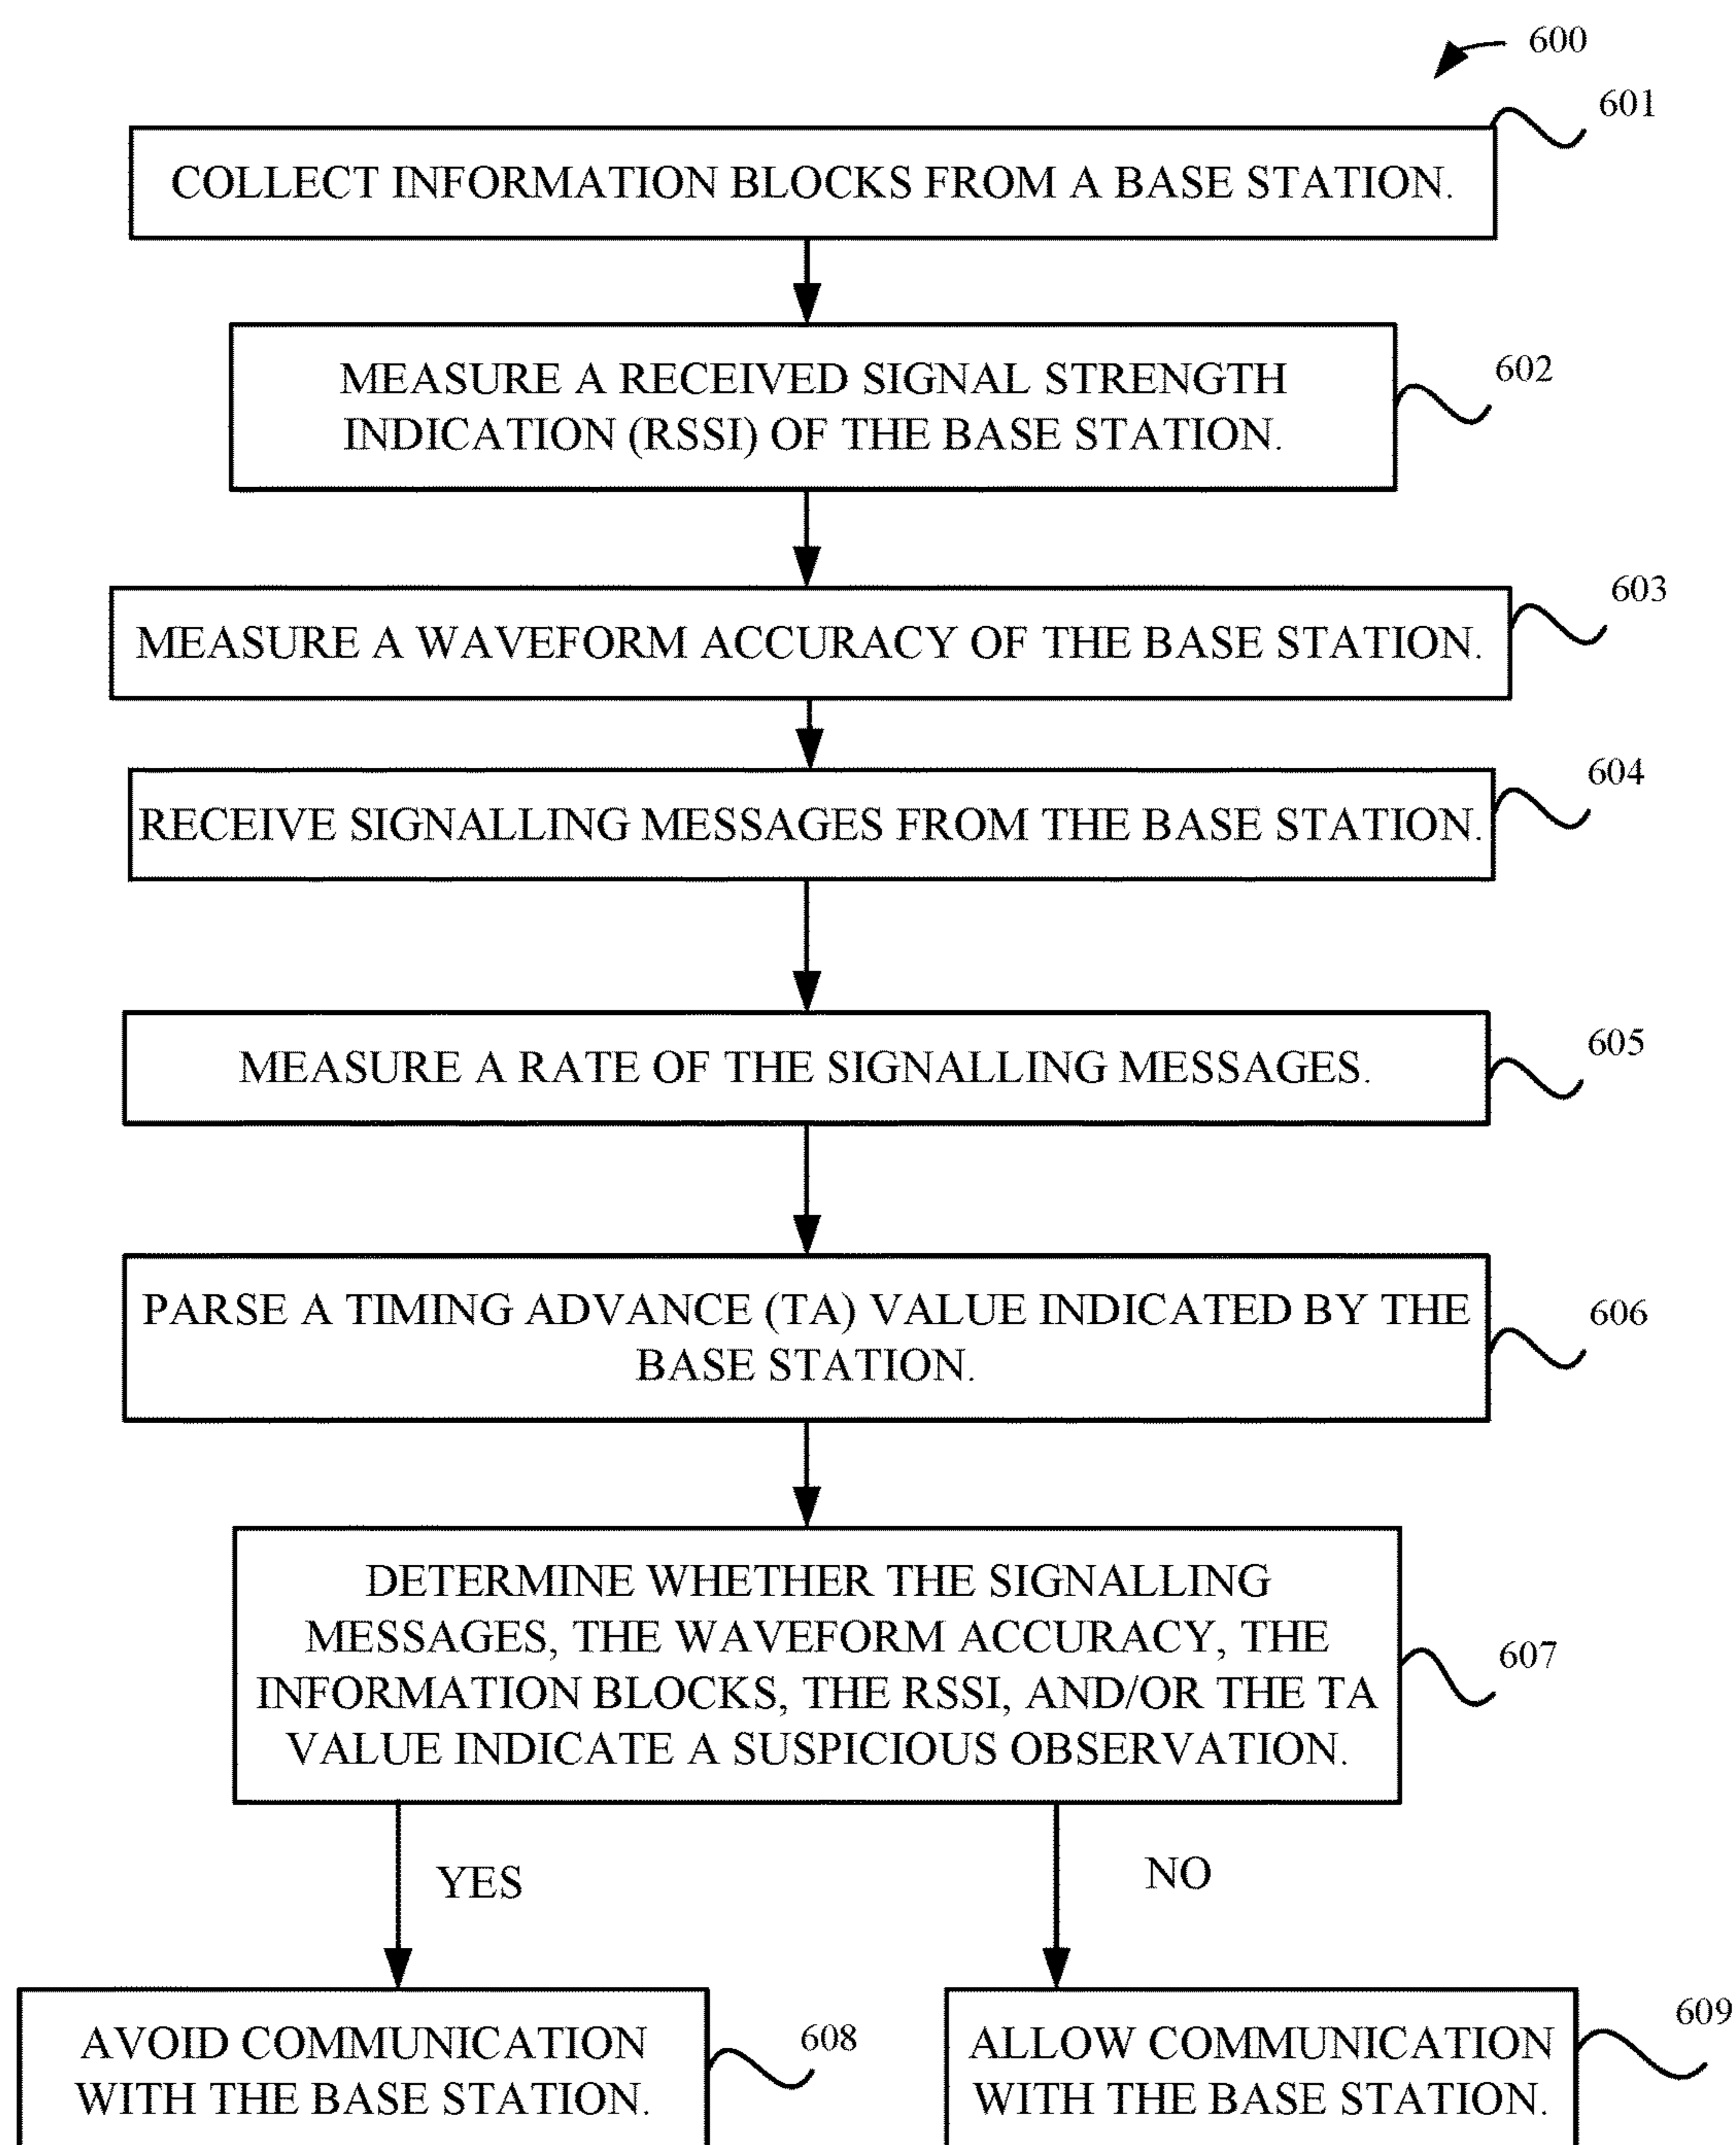 600
601
COLLECT INFORMATION BLOCKS FROM A BASE STATION.
602
MEASURE A RECEIVED SIGNAL STRENGTH
INDICATION (RSSI) OF THE BASE STATION.
603
MEASURE A WAVEFORM ACCURACY OF THE BASE STATION.
604
RECEIVE SIGNALLING MESSAGES FROM THE BASE STATION.
605
MEASURE A RATE OF THE SIGNALLING MESSAGES.
606
PARSE A TIMING ADVANCE (TA) VALUE INDICATED BY THE
BASE STATION.
607
DETERMINE WHETHER THE SIGNALLING
MESSAGES, THE WAVEFORM ACCURACY, THE
INFORMATION BLOCKS, THE RSSI, AND/OR THE TA
VALUE INDICATE A SUSPICIOUS OBSERVATION.
YES
NO
608
AVOID COMMUNICATION
WITH THE BASE STATION.
609
ALLOW COMMUNICATION
WITH THE BASE STATION.